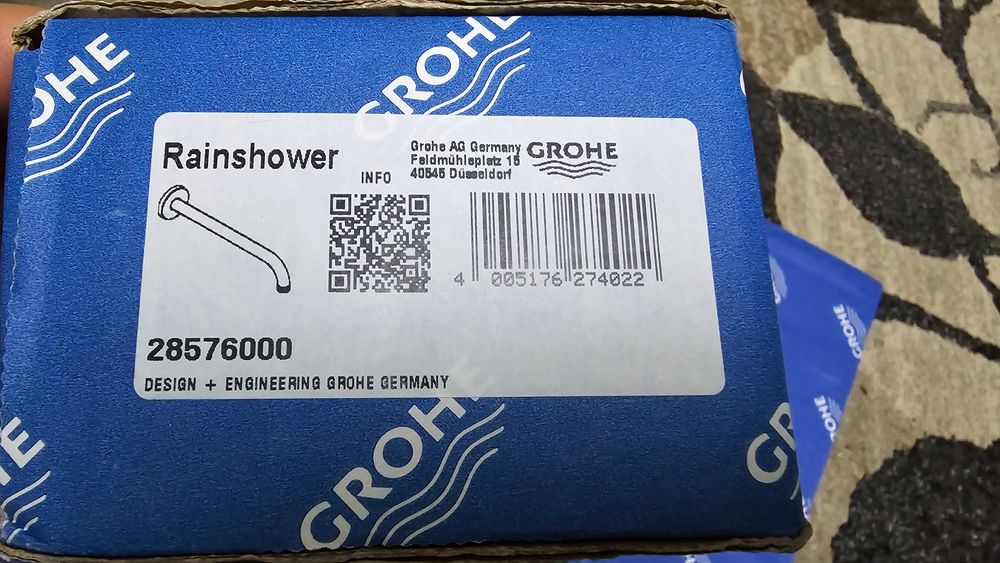 GROHE
GROHE
Rainshower
INFO
Grohe AG Germany
Feldmühleplatz 15
40545 Düsseldorf
GROHE
4 005176 274022
28576000
DESIGN + ENGINEERING GROHE GERMANY
GROHE
GROHE
GROHE
GR